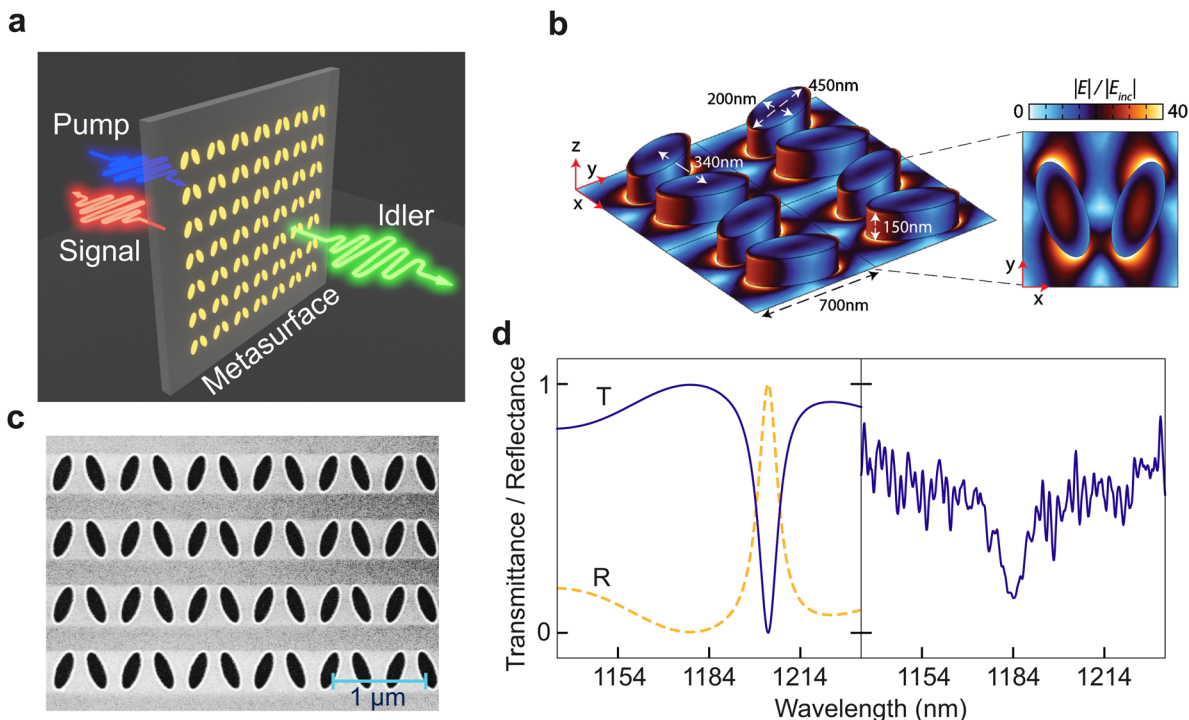 a
Pump
Signal
Idler
Metasurface
b
200nm
450nm
340nm
150nm
700nm
z
y
x
|E| / |E_inc|
0
40
y
x
c
1 μm
d
Transmittance / Reflectance
1
0
T
R
1154
1184
1214
1154
1184
1214
Wavelength (nm)